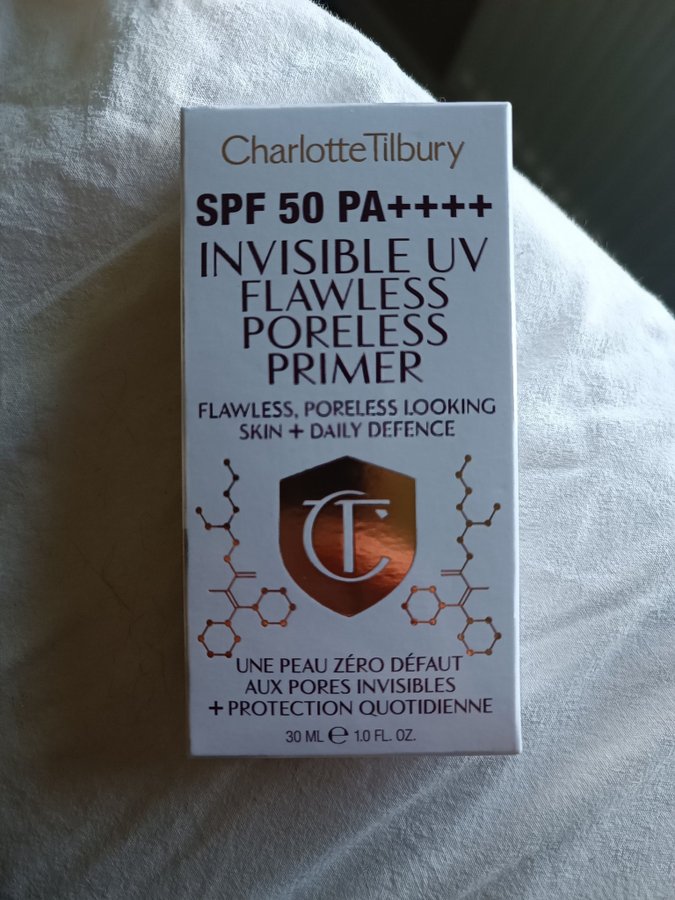 CharlotteTilbury
SPF 50 PA++++
INVISIBLE UV
FLAWLESS
PORELESS
PRIMER
FLAWLESS, PORELESS LOOKING
SKIN + DAILY DEFENCE
CT
UNE PEAU ZÉRO DÉFAUT
AUX PORES INVISIBLES
+ PROTECTION QUOTIDIENNE
30 ML ℮ 1.0 FL. OZ.